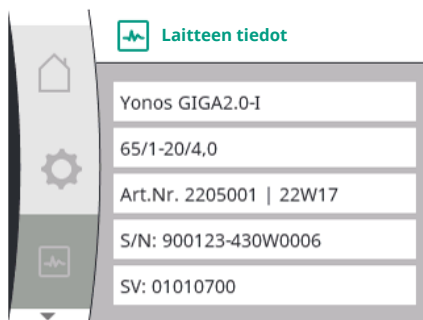 Laitteen tiedot
Yonos GIGA2.0-I
65/1-20/4,0
Art.Nr. 2205001 | 22W17
S/N: 900123-430W0006
SV: 01010700